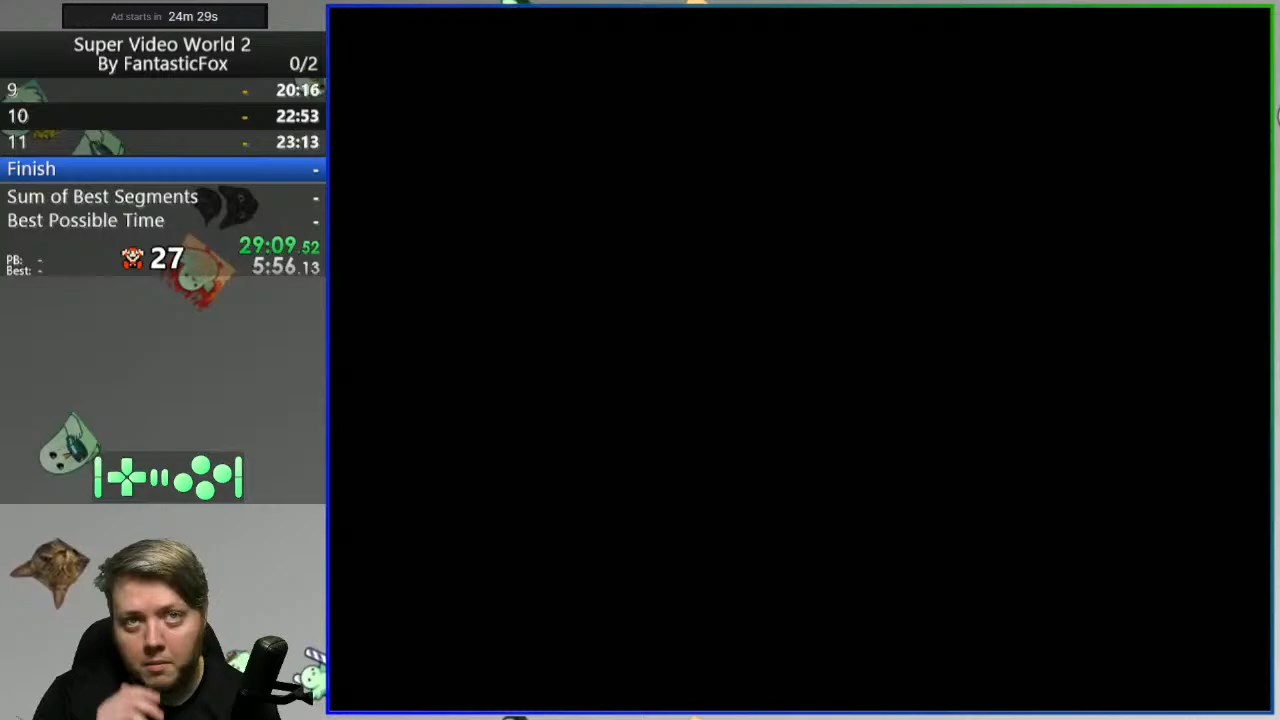 Ad starts in 24m 29s
Super Video World 2
By FantasticFox 0/2
9 - 20:16
10 - 22:53
11 - 23:13
Finish -
Sum of Best Segments -
Best Possible Time -
PB: - 27 29:09.52
Best: - 5:56.13